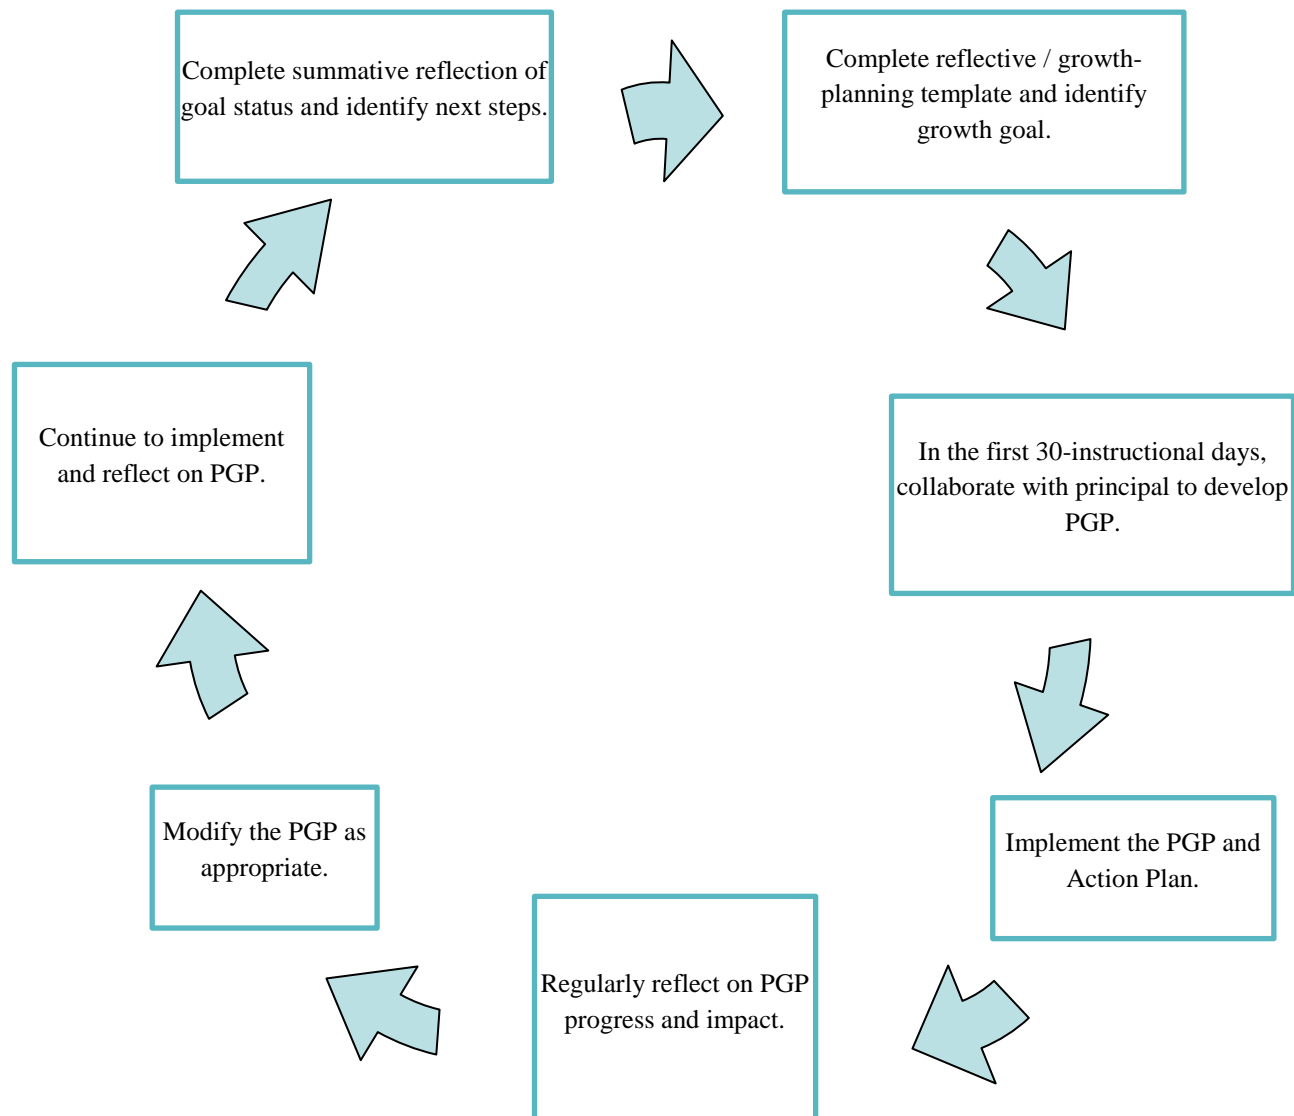 Complete summative reflection of
goal status and identify next steps.
Complete reflective / growth-
planning template and identify
growth goal.
In the first 30-instructional days,
collaborate with principal to develop
PGP.
Implement the PGP and
Action Plan.
Regularly reflect on PGP
progress and impact.
Modify the PGP as
appropriate.
Continue to implement
and reflect on PGP.